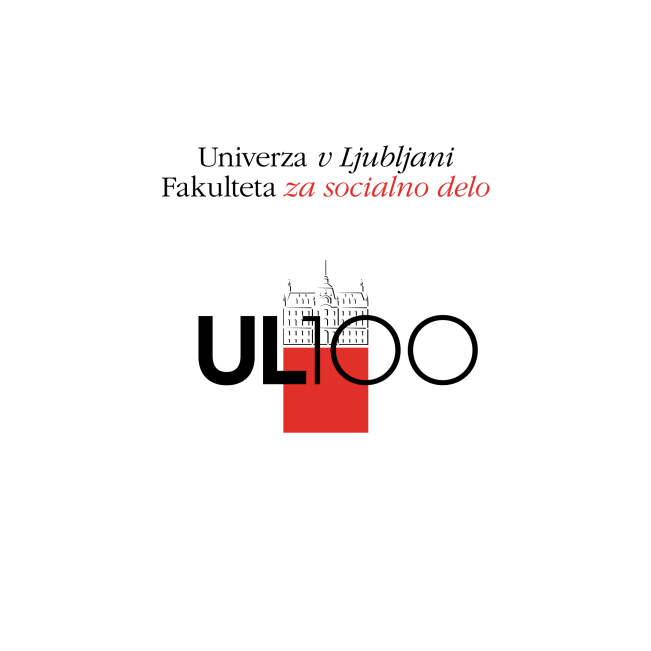 Univerza v Ljubljani
Fakulteta za socialno delo
UL100